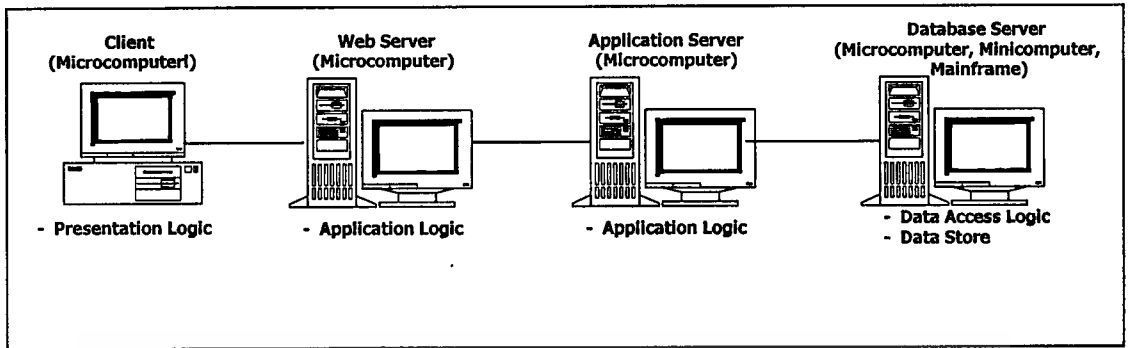 Client
(Microcomputer!)
- Presentation Logic
Web Server
(Microcomputer)
- Application Logic
Application Server
(Microcomputer)
- Application Logic
Database Server
(Microcomputer, Minicomputer,
Mainframe)
- Data Access Logic
- Data Store